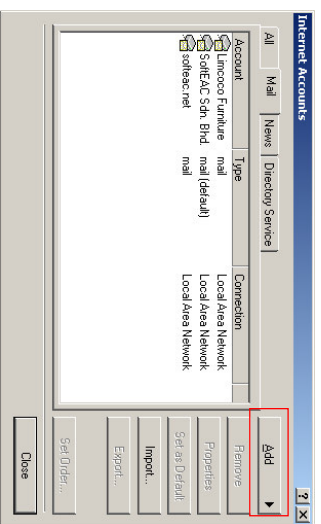 Internet Accounts
All Mail News Directory Service
Account Type Connection
Limcoco Furniture mail Local Area Network
SoftEAC Sdn. Bhd. mail (default) Local Area Network
softeac.net mail Local Area Network
Add
Remove
Properties
Set as Default
Import...
Export...
Set Order...
Close